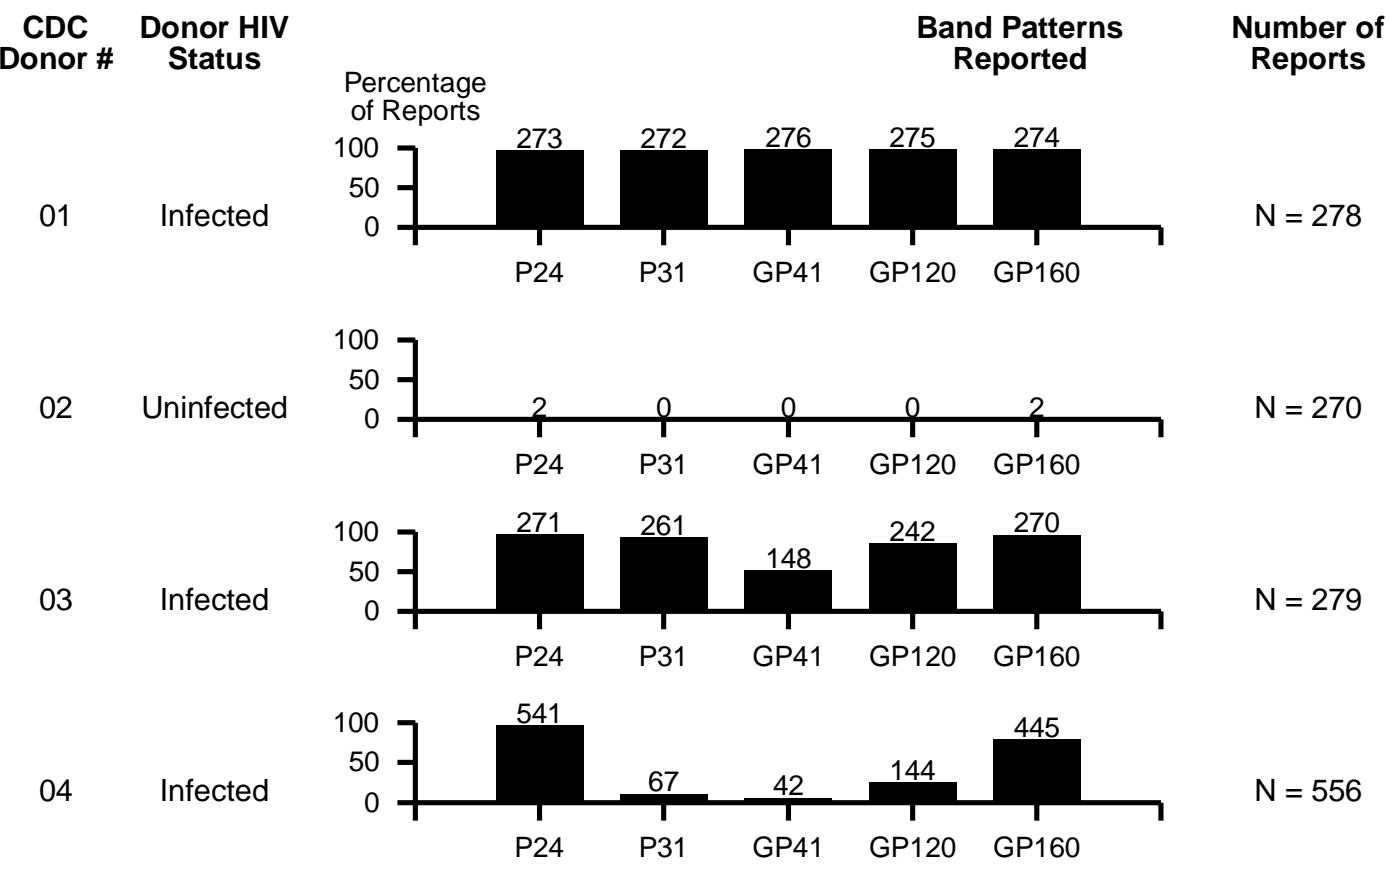 CDC Donor HIV Band Patterns Number of
Donor # Status Reported Reports
Percentage
of Reports
273 272 276 275 274
100
50
0
01 Infected N = 278
P24 P31 GP41 GP120 GP160
100
50
02 Uninfected 2 0 0 0 2 N = 270
0
P24 P31 GP41 GP120 GP160
271 261 148 242 270
100
50
0
03 Infected N = 279
P24 P31 GP41 GP120 GP160
541 67 42 144 445
100
50
0
04 Infected N = 556
P24 P31 GP41 GP120 GP160